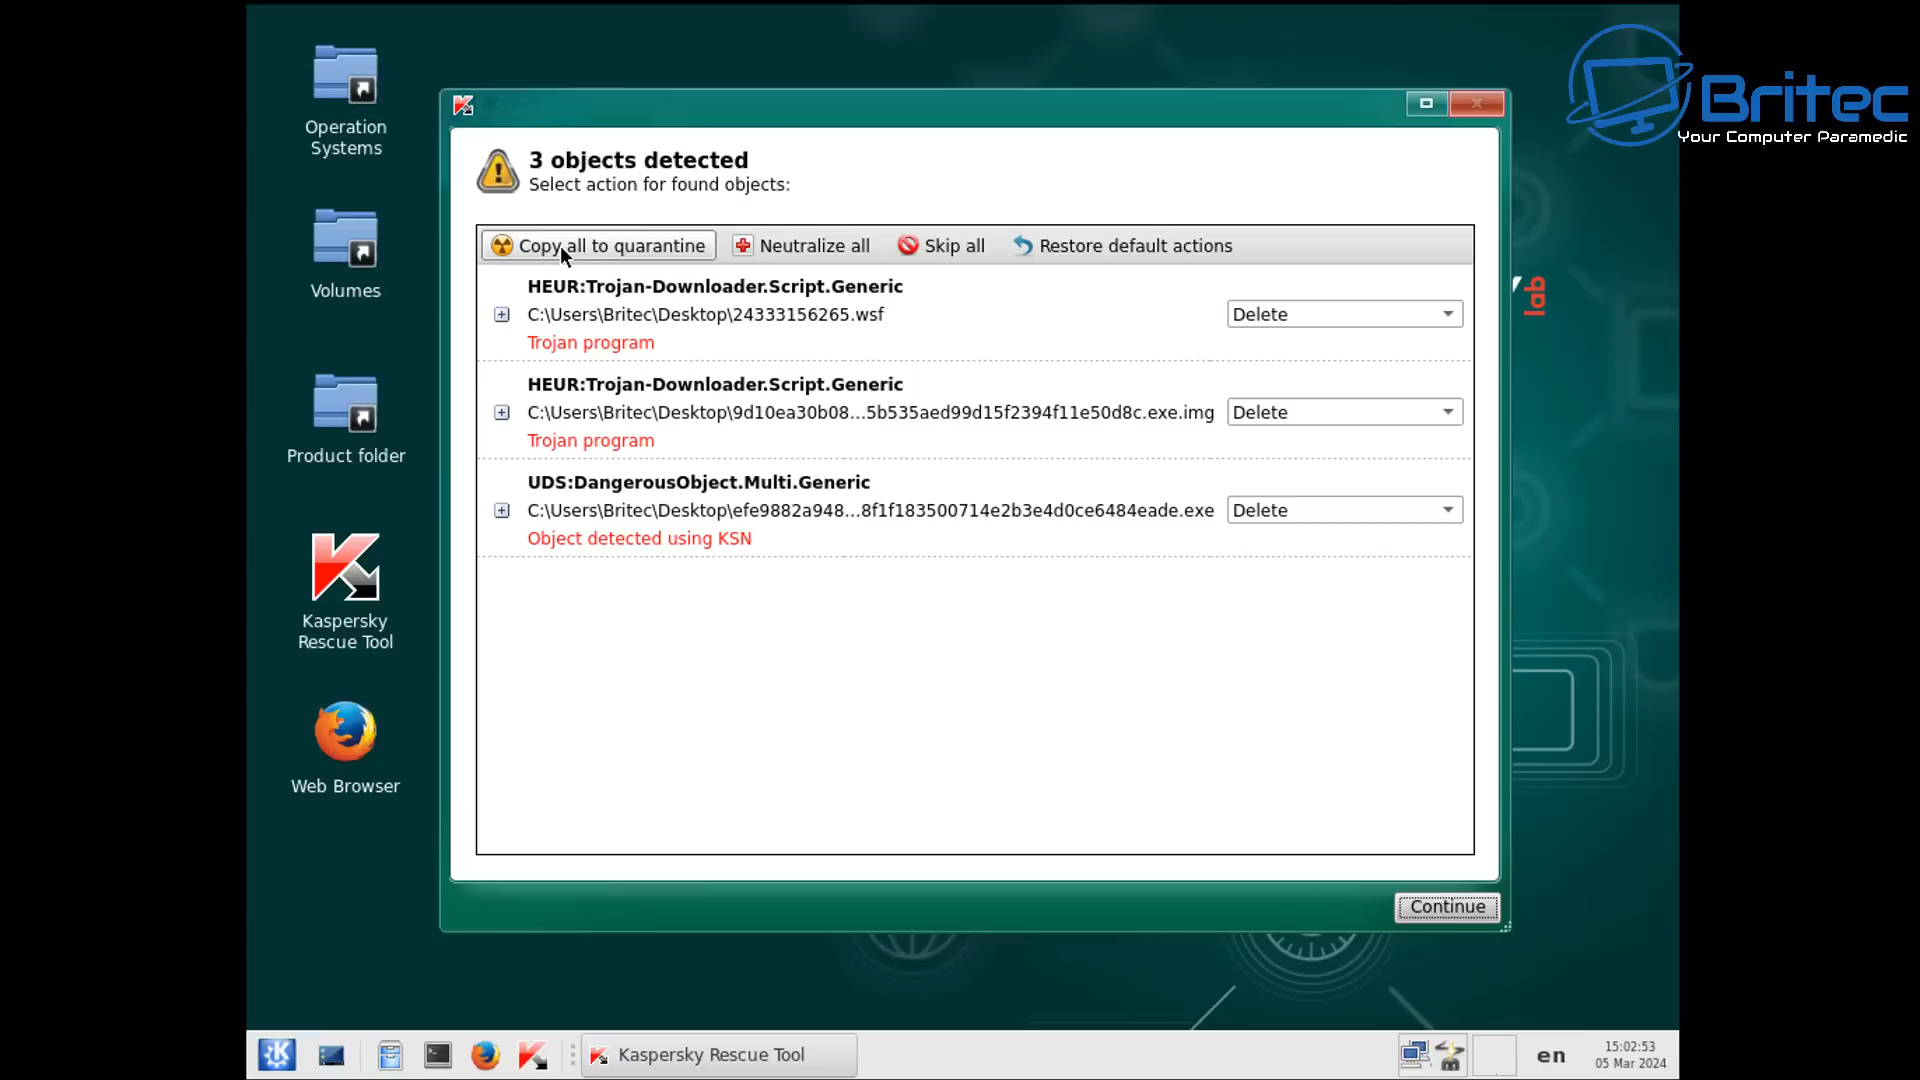 Britec
Your Computer Paramedic
Operation
Systems
Volumes
Product folder
Kaspersky
Rescue Tool
Web Browser
3 objects detected
Select action for found objects:
Copy all to quarantine
Neutralize all
Skip all
Restore default actions
HEUR:Trojan-Downloader.Script.Generic
C:\Users\Britec\Desktop\24333156265.wsf
Delete
Trojan program
HEUR:Trojan-Downloader.Script.Generic
C:\Users\Britec\Desktop\9d10ea30b08...5b535aed99d15f2394f11e50d8c.exe.img
Delete
Trojan program
UDS:DangerousObject.Multi.Generic
C:\Users\Britec\Desktop\efe9882a948...8f1f183500714e2b3e4d0ce6484eade.exe
Delete
Object detected using KSN
lab
Continue
Kaspersky Rescue Tool
en
15:02:53
05 Mar 2024